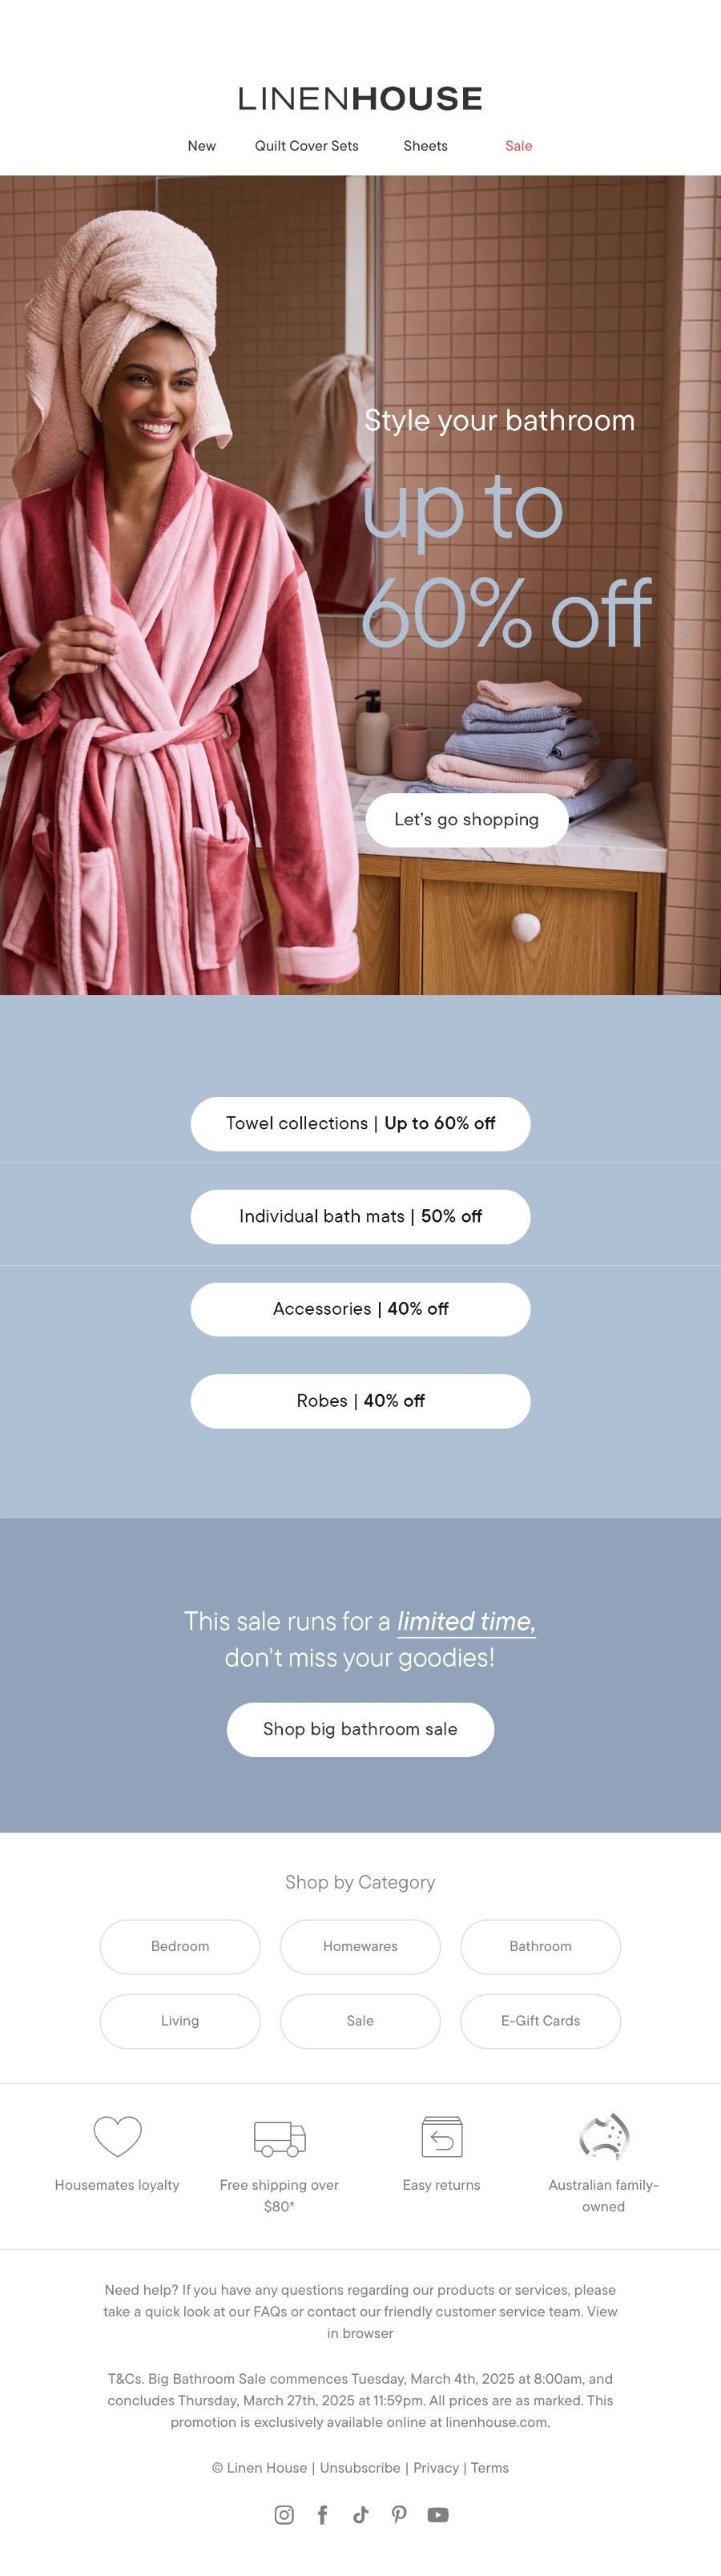 LINENHOUSE
New Quilt Cover Sets Sheets Sale
Style your bathroom
up to
60% off
Let's go shopping
Towel collections | Up to 60% off
Individual bath mats | 50% off
Accessories | 40% off
Robes | 40% off
This sale runs for a limited time,
don't miss your goodies!
Shop big bathroom sale
Shop by Category
Bedroom Homewares Bathroom
Living Sale E-Gift Cards
Housemates loyalty Free shipping over Easy returns Australian family-
$80* owned
Need help? If you have any questions regarding our products or services, please
take a quick look at our FAQs or contact our friendly customer service team. View
in browser
T&Cs. Big Bathroom Sale commences Tuesday, March 4th, 2025 at 8:00am, and
concludes Thursday, March 27th, 2025 at 11:59pm. All prices are as marked. This
promotion is exclusively available online at linenhouse.com.
© Linen House | Unsubscribe | Privacy | Terms